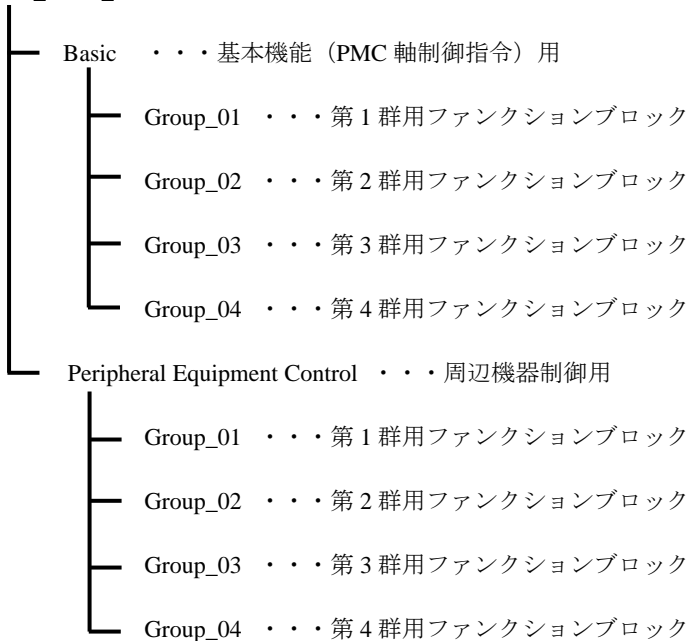 Basic ・・・基本機能（PMC 軸制御指令）用
Group_01 ・・・第 1 群用ファンクションブロック
Group_02 ・・・第 2 群用ファンクションブロック
Group_03 ・・・第 3 群用ファンクションブロック
Group_04 ・・・第 4 群用ファンクションブロック
Peripheral Equipment Control ・・・周辺機器制御用
Group_01 ・・・第 1 群用ファンクションブロック
Group_02 ・・・第 2 群用ファンクションブロック
Group_03 ・・・第 3 群用ファンクションブロック
Group_04 ・・・第 4 群用ファンクションブロック